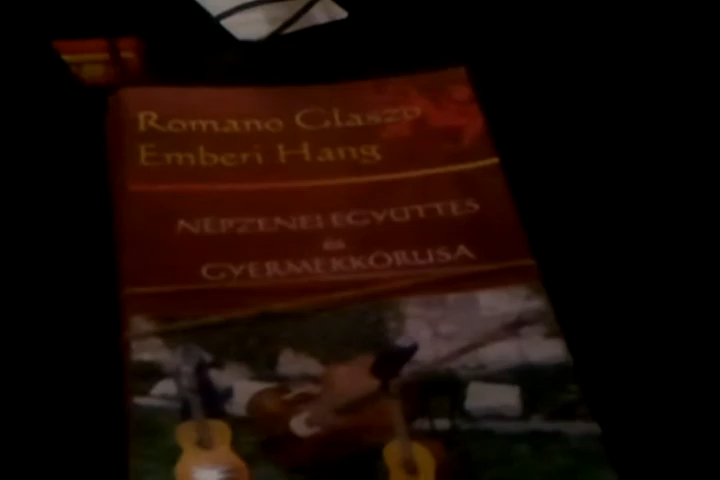 Romano Glaszo
Emberi Hang
NÉPZENEI EGYÜTTES
és
GYERMEKKÓRUSA